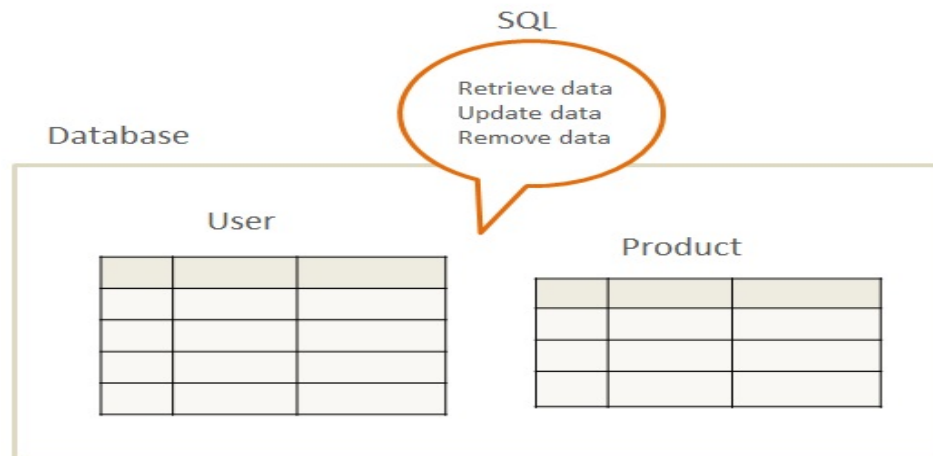 SQL
Retrieve data
Update data
Remove data
Database
User
Product